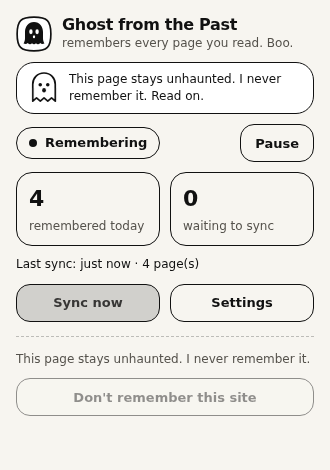 Ghost from the Past
remembers every page you read. Boo.
This page stays unhaunted. I never
remember it. Read on.
Remembering
Pause
4
remembered today
0
waiting to sync
Last sync: just now · 4 page(s)
Sync now
Settings
This page stays unhaunted. I never remember it.
Don't remember this site